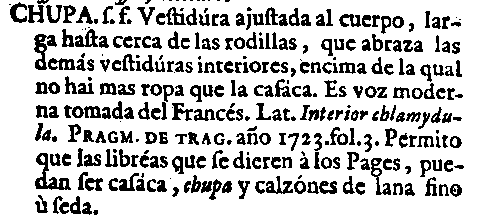 CHUPA. ſ. f. Veſtidúra ajuſtada al cuerpo, lar-
ga haſta cerca de las rodillas, que abraza las
demás veſtidúras interiores, encima de la qual
no hai mas ropa que la caſáca. Es voz moder-
na tomada del Francés. Lat. Interior chlamydu-
la. PRAGM. DE TRAG. año 1723. fol. 3. Permito
que las libréas que ſe dieren à los Pages, pue-
dan ſer caſáca, chupa y calzónes de lana fino
ù ſeda.